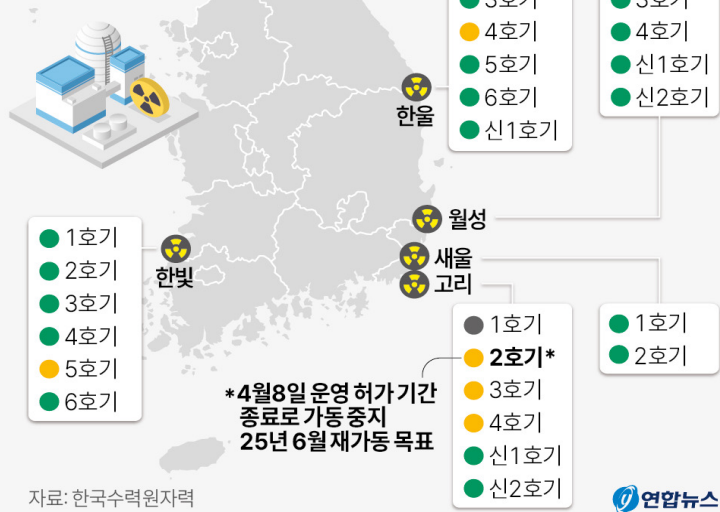 3호기
4호기
5호기
6호기
신1호기
3호기
4호기
신1호기
신2호기
한울
월성
새울
고리
한빛
1호기
2호기
3호기
4호기
5호기
6호기
1호기
2호기*
3호기
4호기
신1호기
신2호기
1호기
2호기
*4월8일 운영 허가 기간
종료로 가동 중지
25년 6월 재가동 목표
자료: 한국수력원자력
연합뉴스